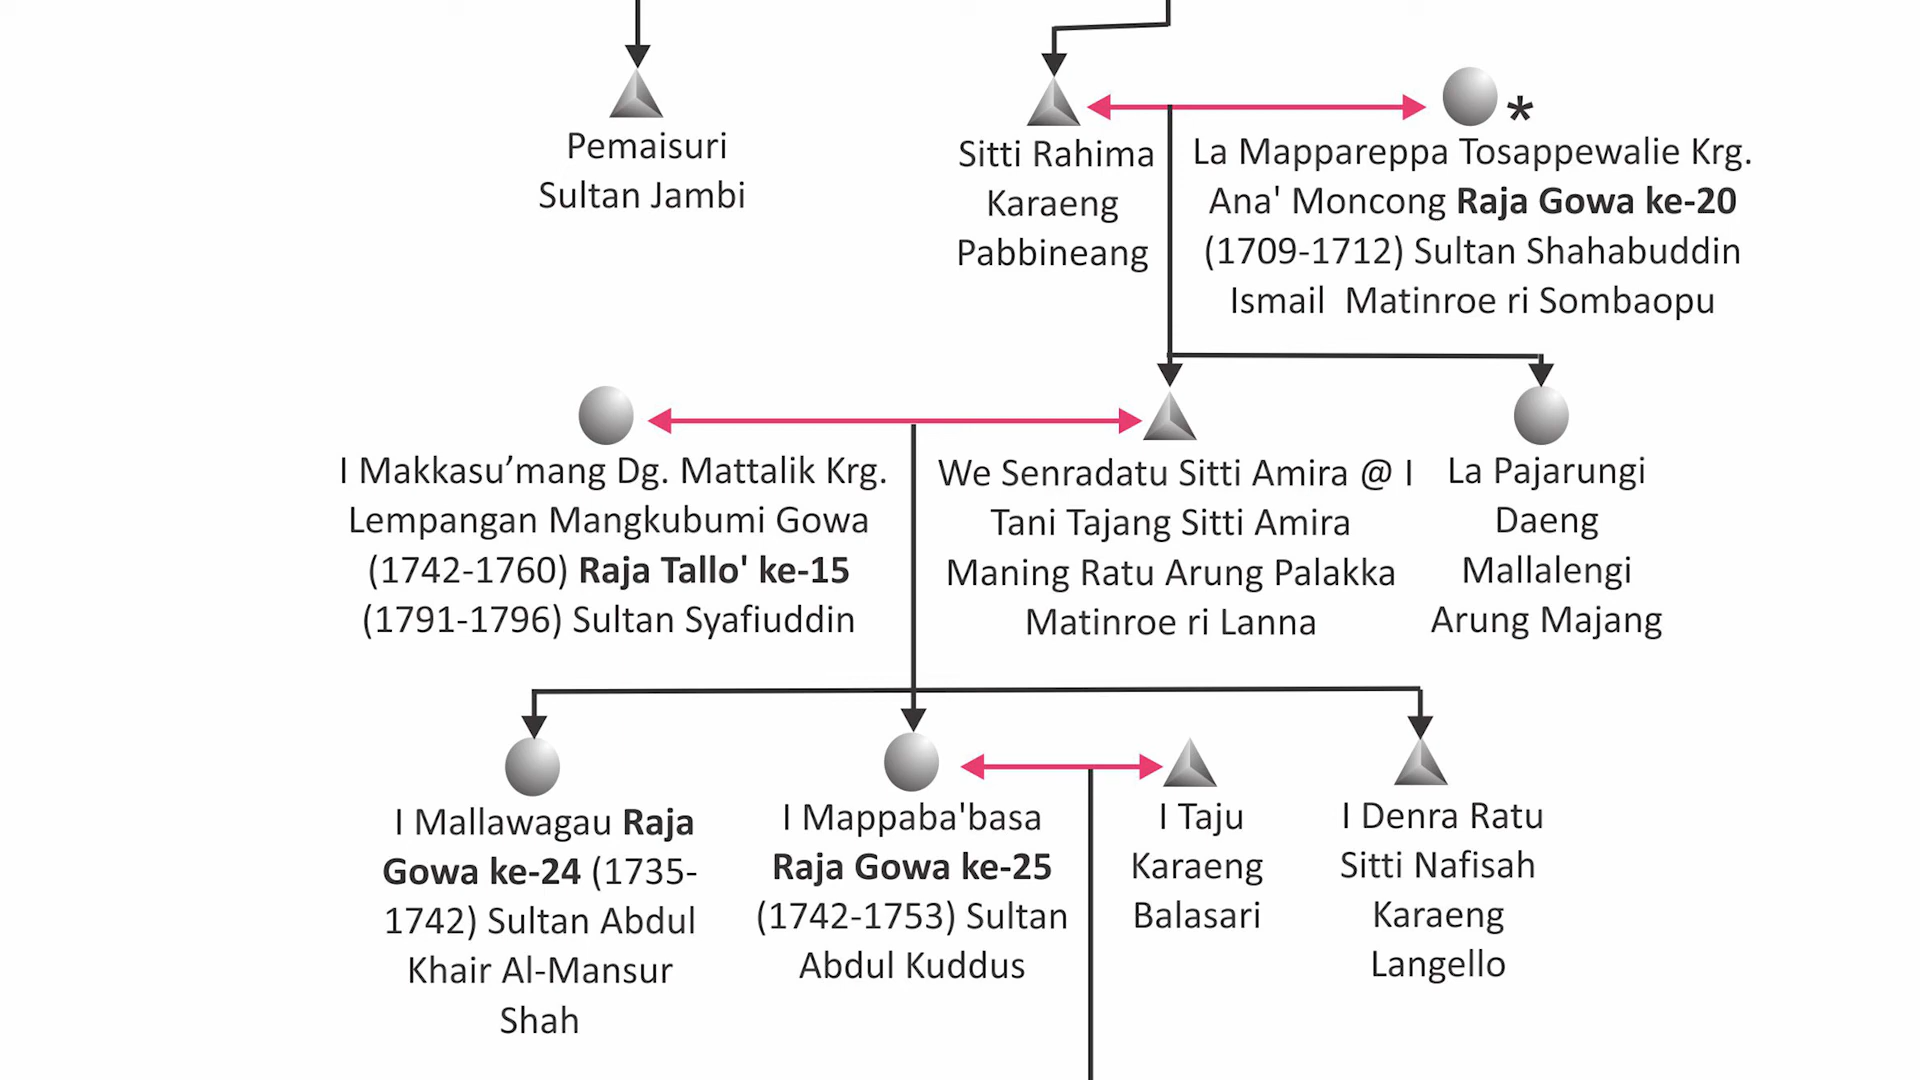 Pemaisuri
Sultan Jambi
*
Sitti Rahima
Karaeng
Pabbineang
La Mappareppa Tosappewalie Krg.
Ana' Moncong Raja Gowa ke-20
(1709-1712) Sultan Shahabuddin
Ismail Matinroe ri Sombaopu
I Makkasu’mang Dg. Mattalik Krg.
Lempangan Mangkubumi Gowa
(1742-1760) Raja Tallo' ke-15
(1791-1796) Sultan Syafiuddin
We Senradatu Sitti Amira @ I
Tani Tajang Sitti Amira
Maning Ratu Arung Palakka
Matinroe ri Lanna
La Pajarungi
Daeng
Mallalengi
Arung Majang
I Mallawagau Raja
Gowa ke-24 (1735-
1742) Sultan Abdul
Khair Al-Mansur
Shah
I Mappaba'basa
Raja Gowa ke-25
(1742-1753) Sultan
Abdul Kuddus
I Taju
Karaeng
Balasari
I Denra Ratu
Sitti Nafisah
Karaeng
Langello